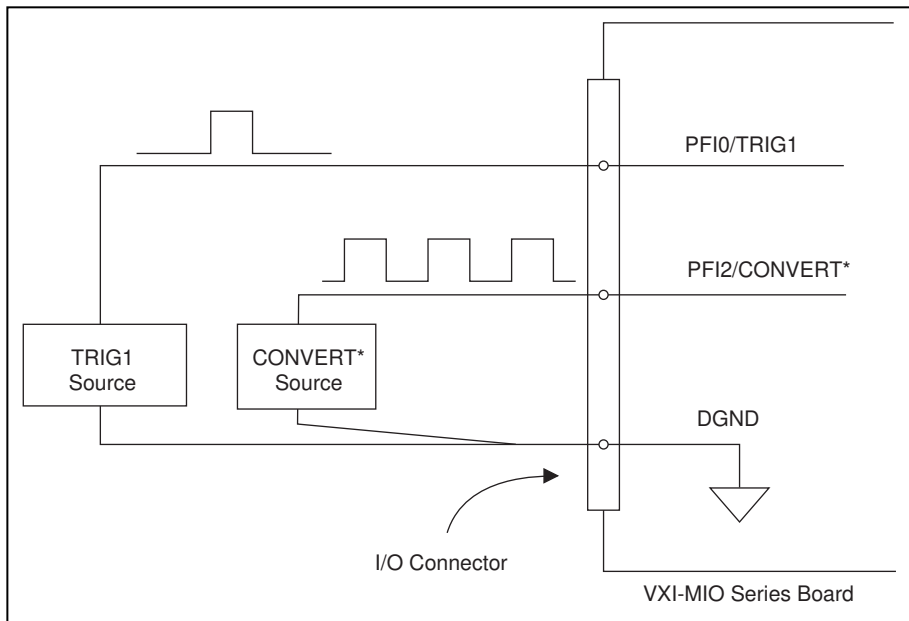 PFI0/TRIG1
PFI2/CONVERT*
TRIG1
Source
CONVERT*
Source
DGND
I/O Connector
VXI-MIO Series Board